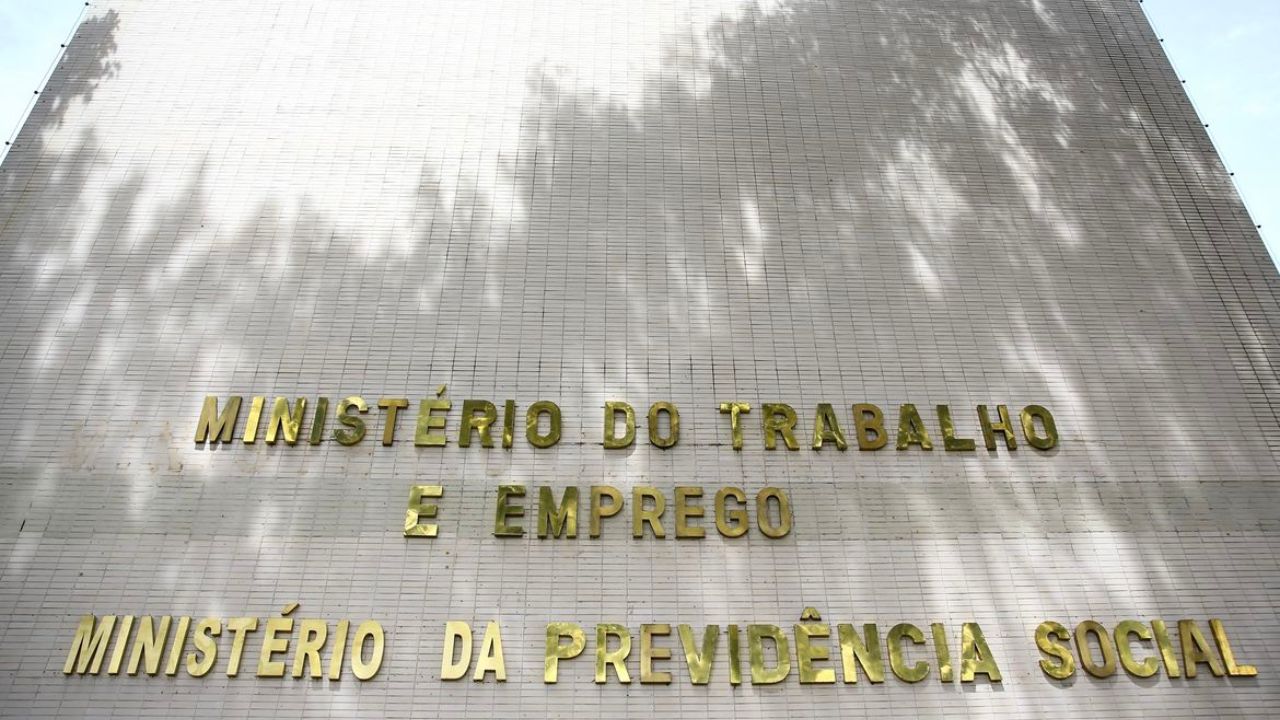 MINISTÉRIO DO TRABALHO
E EMPREGO
MINISTÉRIO DA PREVIDÊNCIA SOCIAL